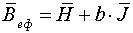 B̅еф = H̅ + b · J̅